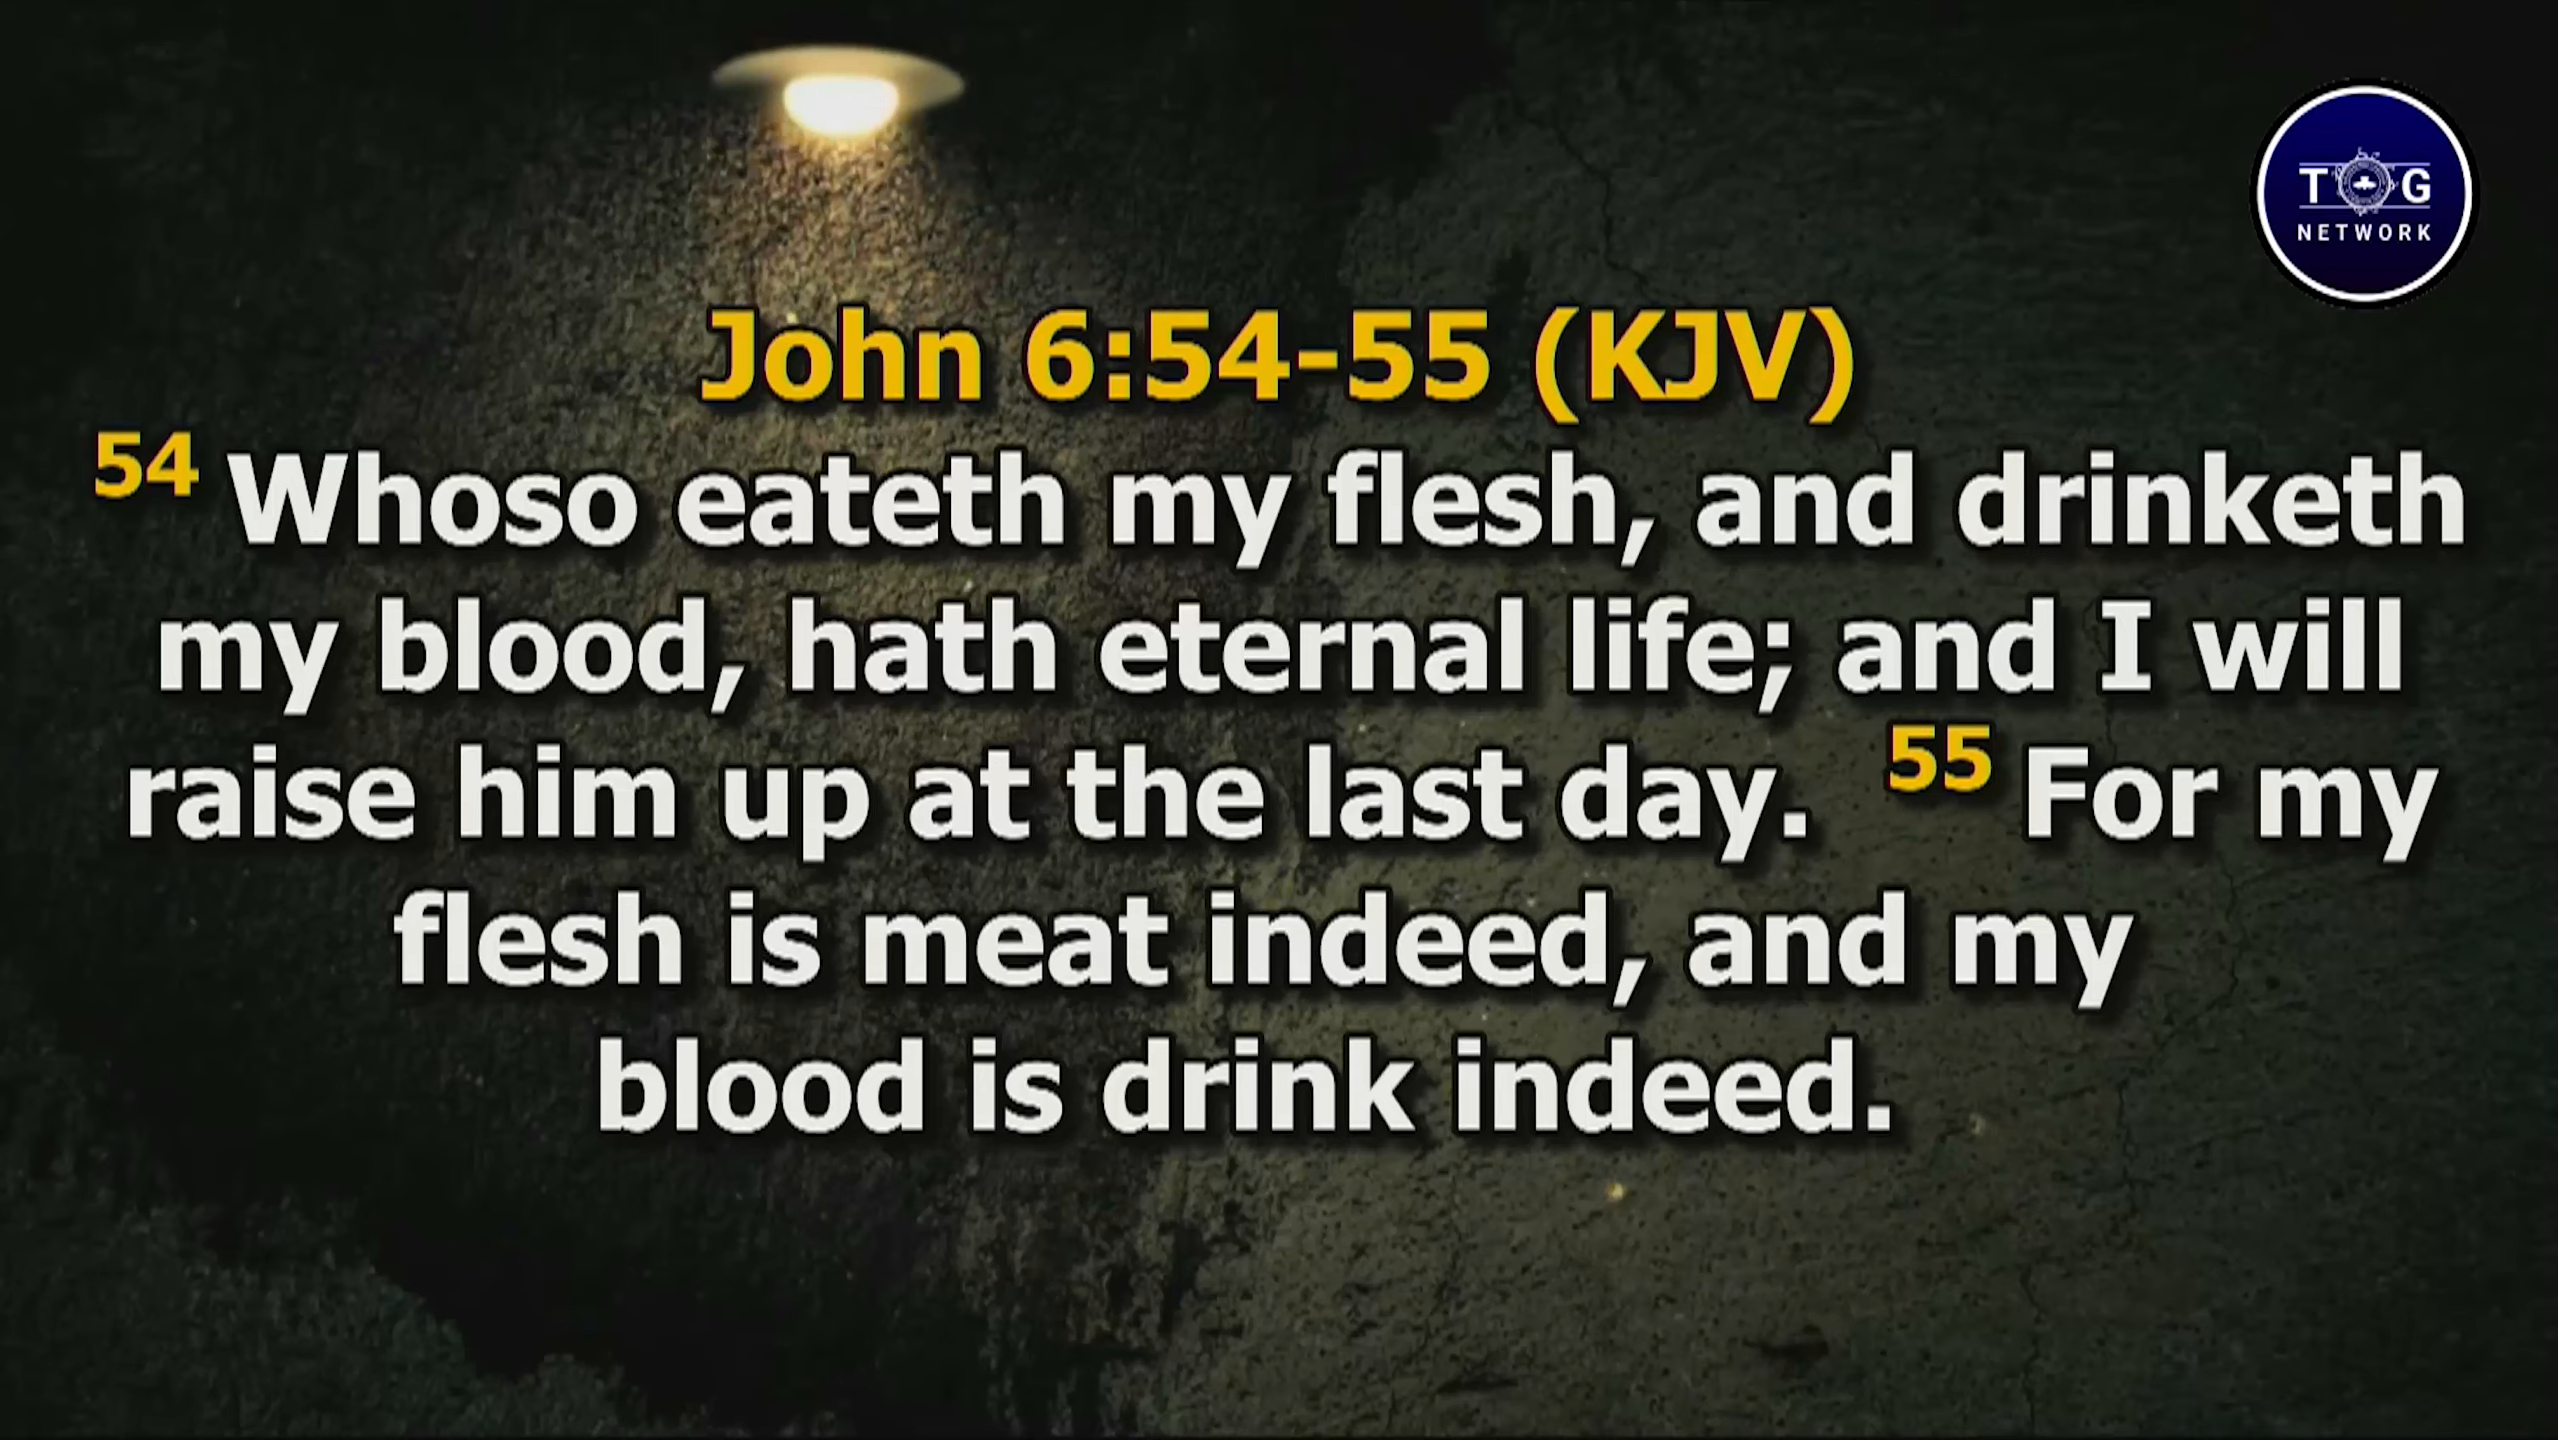 T G
NETWORK
John 6:54-55 (KJV)
54 Whoso eateth my flesh, and drinketh
my blood, hath eternal life; and I will
raise him up at the last day. 55 For my
flesh is meat indeed, and my
blood is drink indeed.